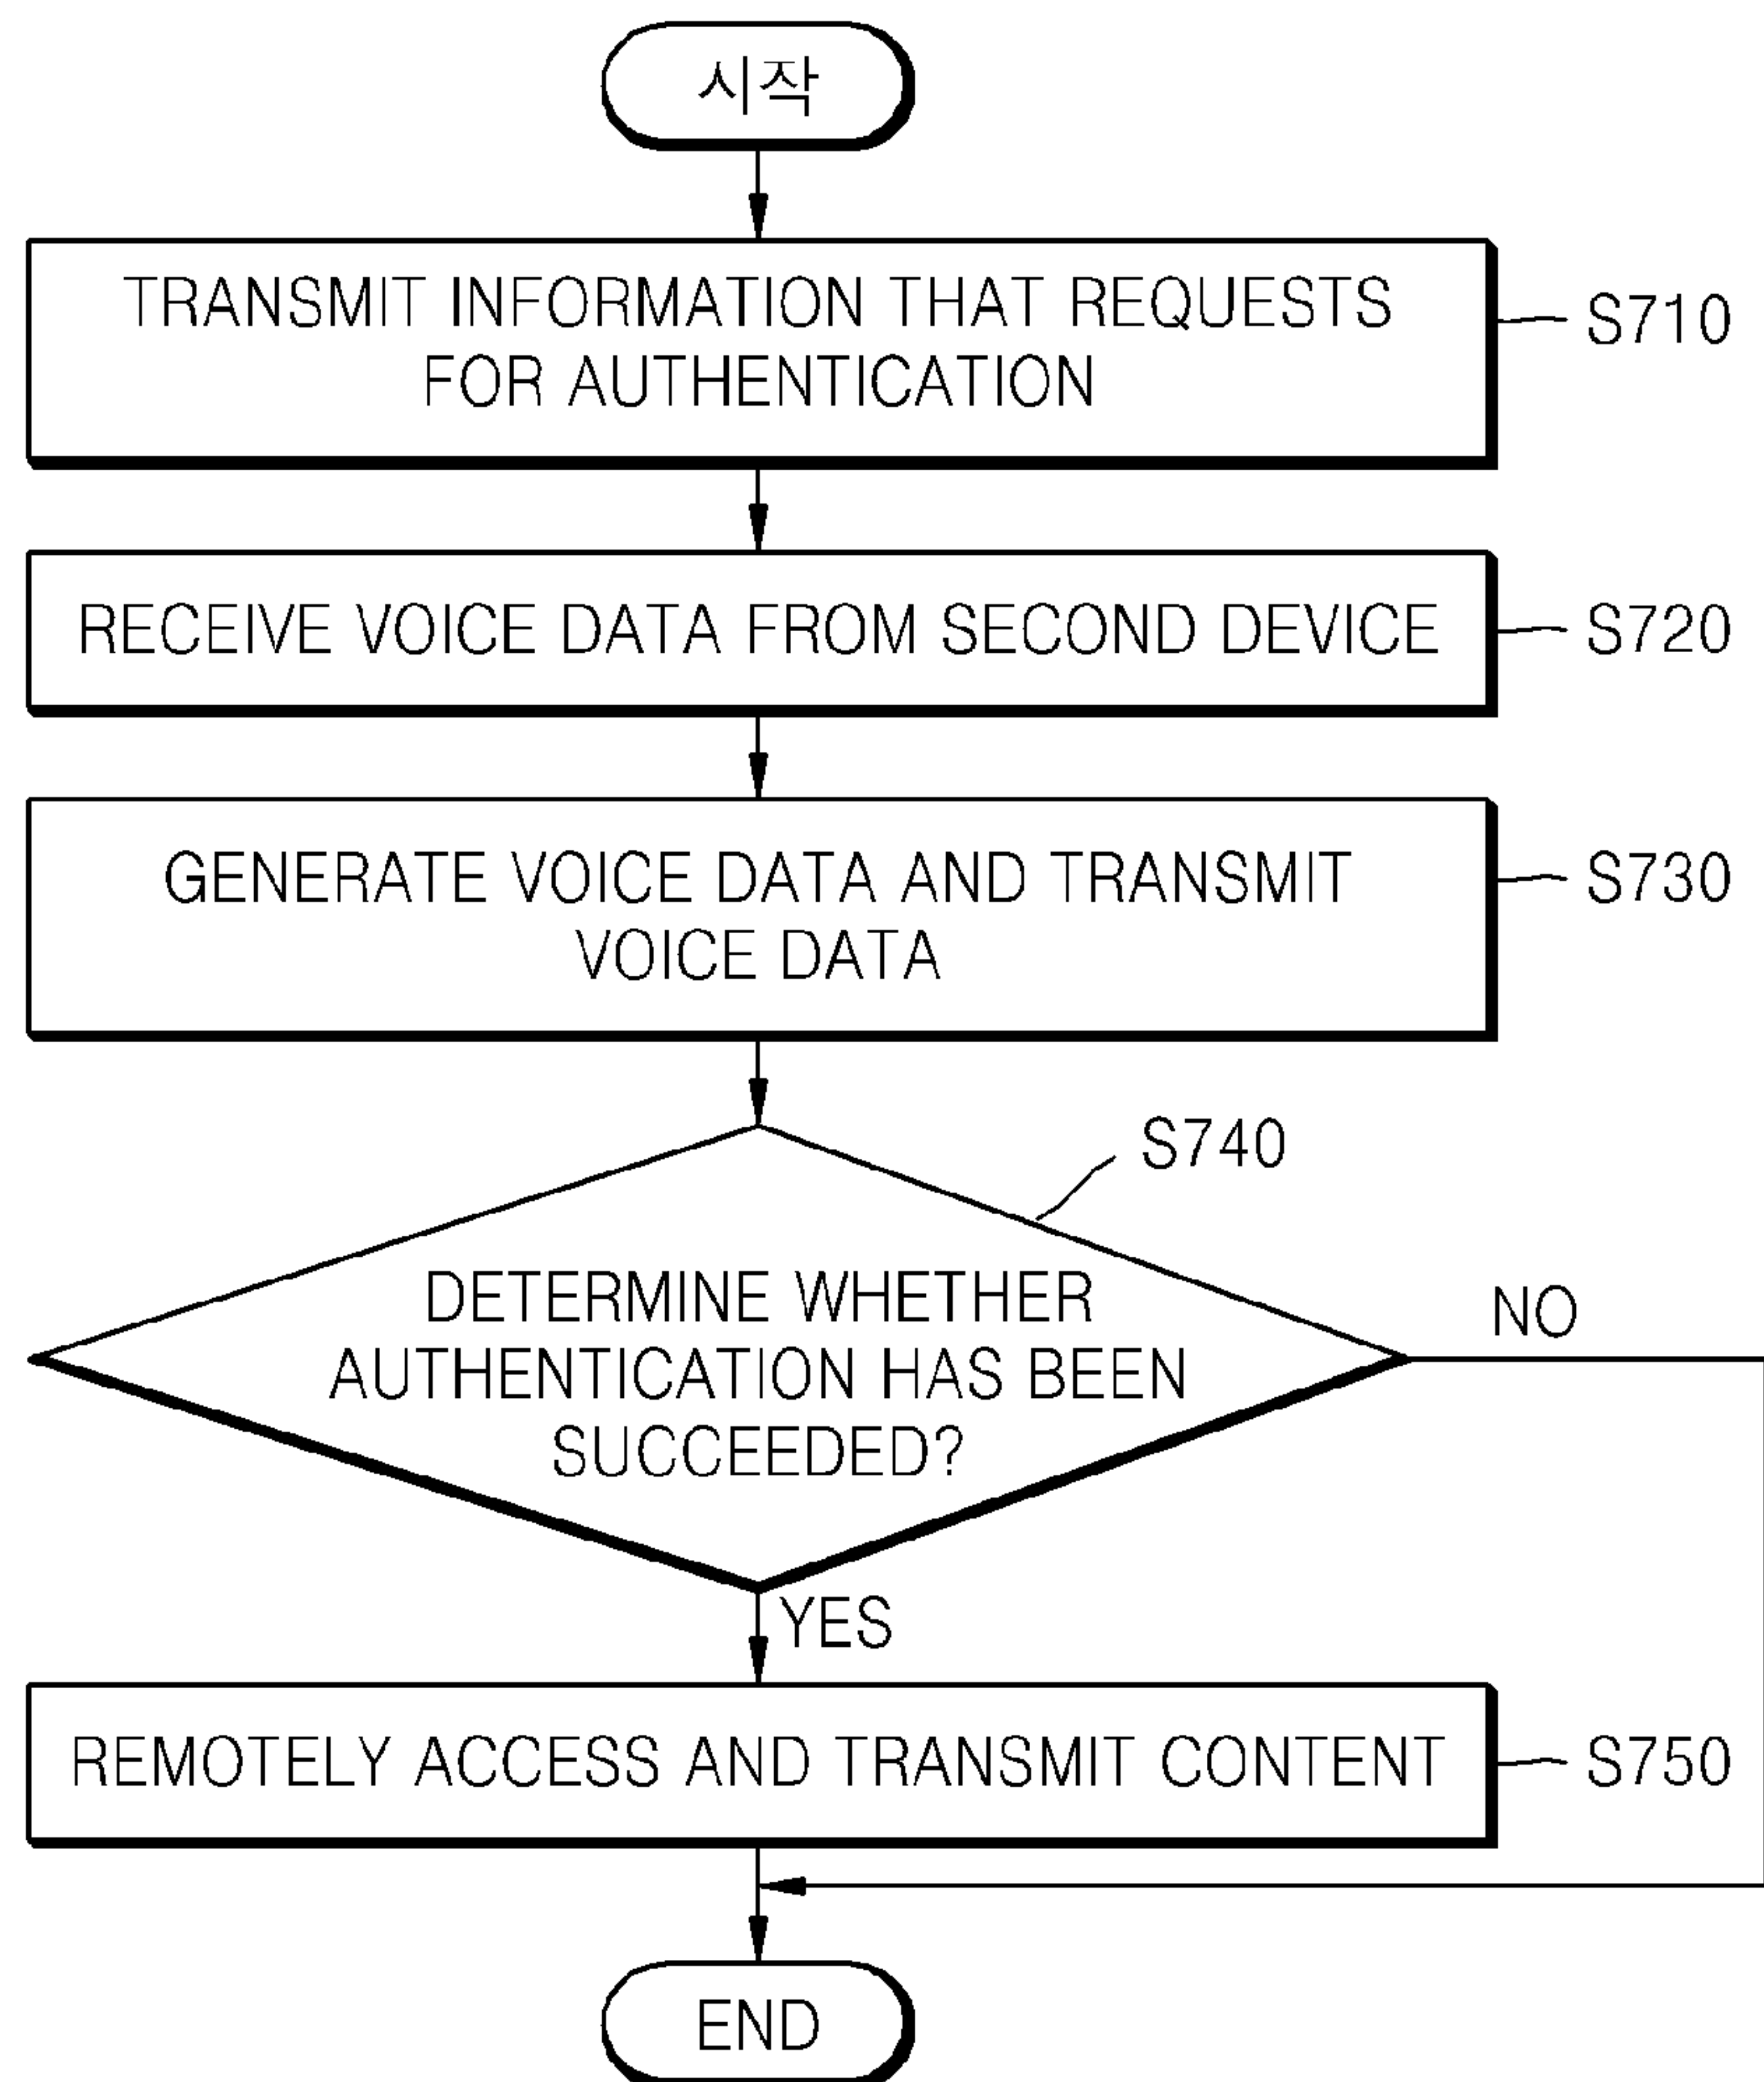 시작
TRANSMIT INFORMATION THAT REQUESTS
FOR AUTHENTICATION
S710
RECEIVE VOICE DATA FROM SECOND DEVICE
S720
GENERATE VOICE DATA AND TRANSMIT
VOICE DATA
S730
S740
DETERMINE WHETHER
AUTHENTICATION HAS BEEN
SUCCEEDED?
NO
YES
REMOTELY ACCESS AND TRANSMIT CONTENT
S750
END